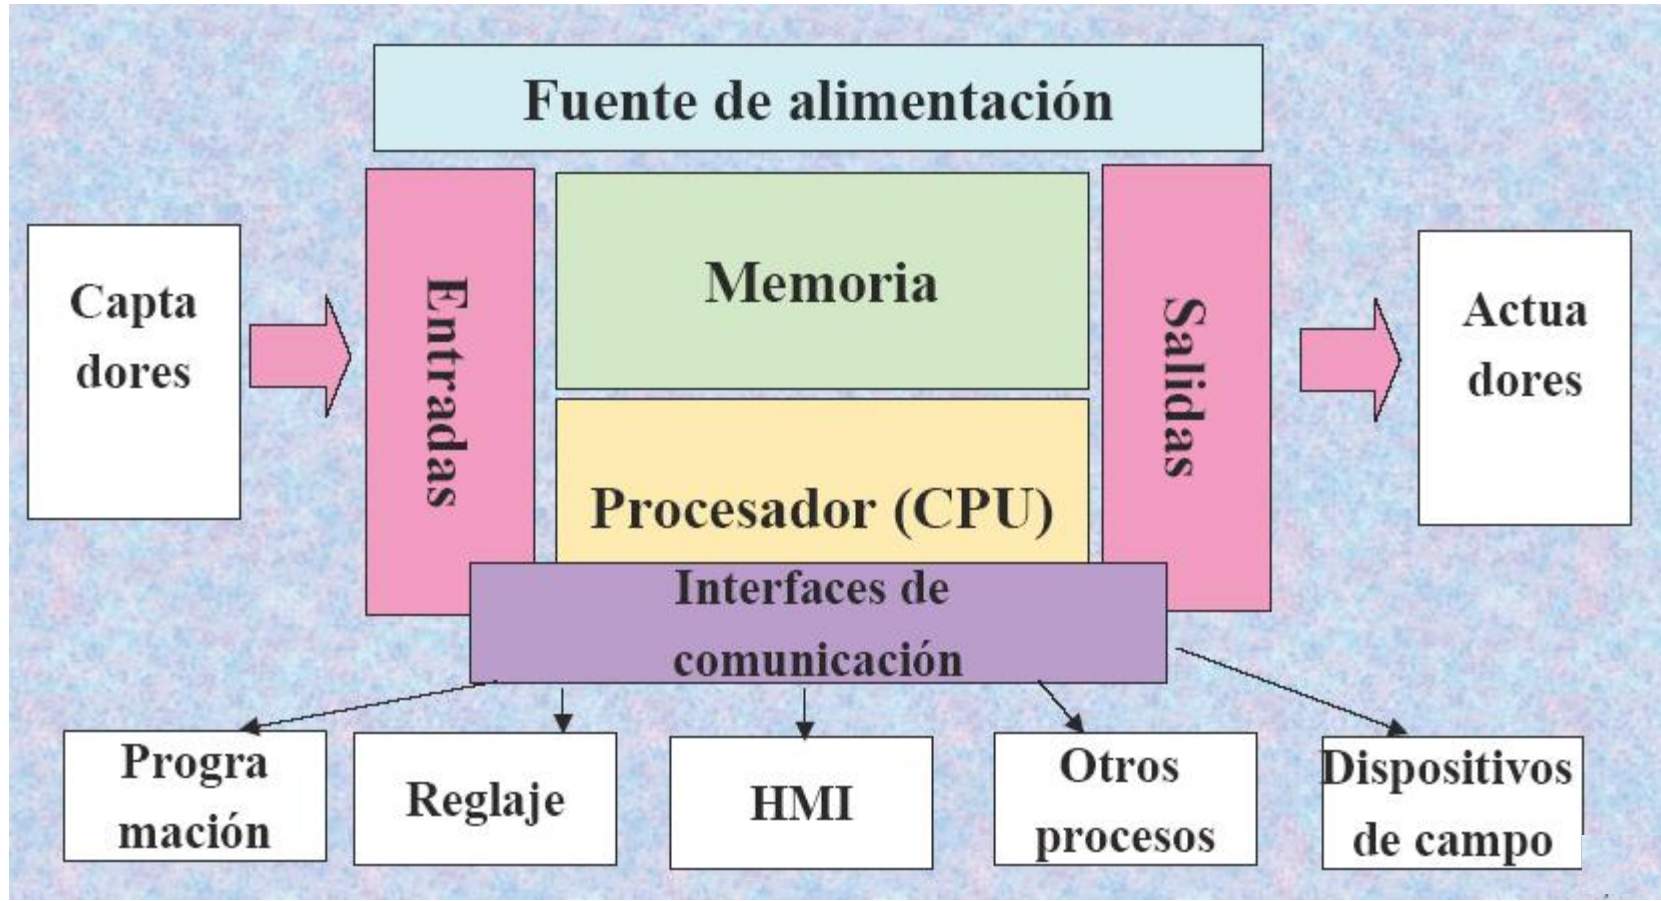 Fuente de alimentación
Capta
dores
Entradas
Memoria
Procesador (CPU)
Salidas
Actua
dores
Interfaces de
comunicación
Progra
mación
Reglaje
HMI
Otros
procesos
Dispositivos
de campo